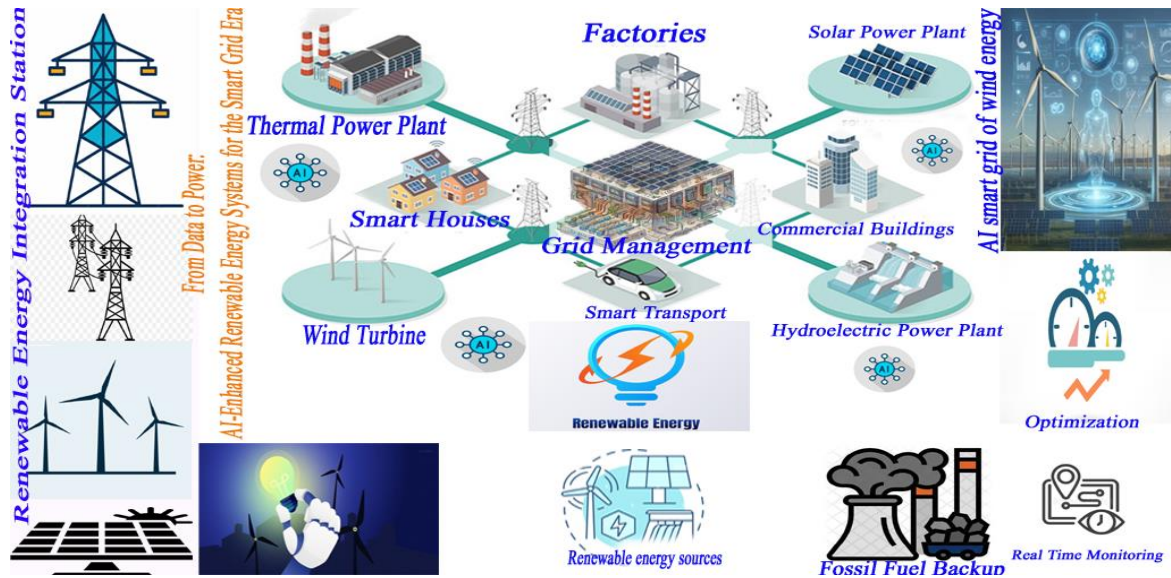 Renewable Energy Integration Station
From Data to Power:
AI-Enhanced Renewable Energy Systems for the Smart Grid Era
Thermal Power Plant
Factories
Solar Power Plant
AI smart grid of wind energy
AI
AI
Smart Houses
Grid Management
Commercial Buildings
Wind Turbine
Smart Transport
Hydroelectric Power Plant
AI
AI
Renewable Energy
Optimization
Renewable energy sources
Fossil Fuel Backup
Real Time Monitoring